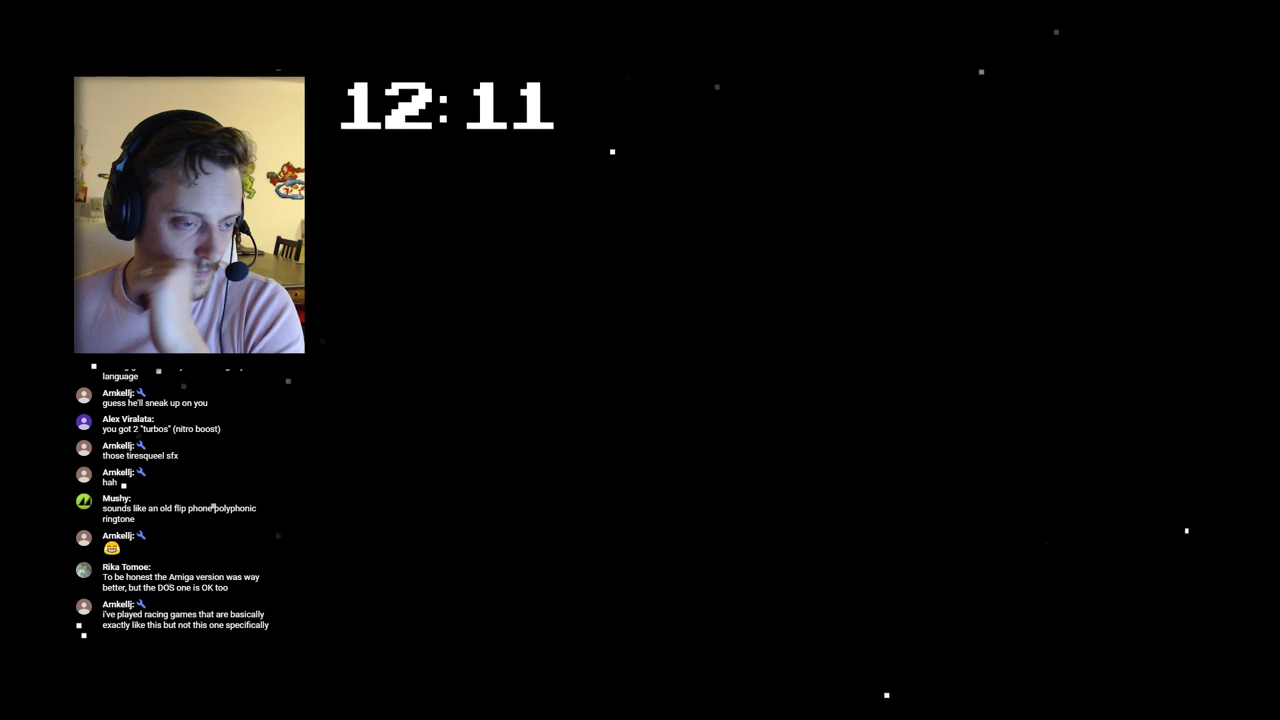 12:11
language
Arnkellj:
guess he'll sneak up on you
Alex Viralata:
you got 2 "turbos" (nitro boost)
Arnkellj:
those tiresqueel sfx
Arnkellj:
hah
Mushy:
sounds like an old flip phone polyphonic
ringtone
Arnkellj:
Rika Tomoe:
To be honest the Amiga version was way
better, but the DOS one is OK too
Arnkellj:
i've played racing games that are basically
exactly like this but not this one specifically